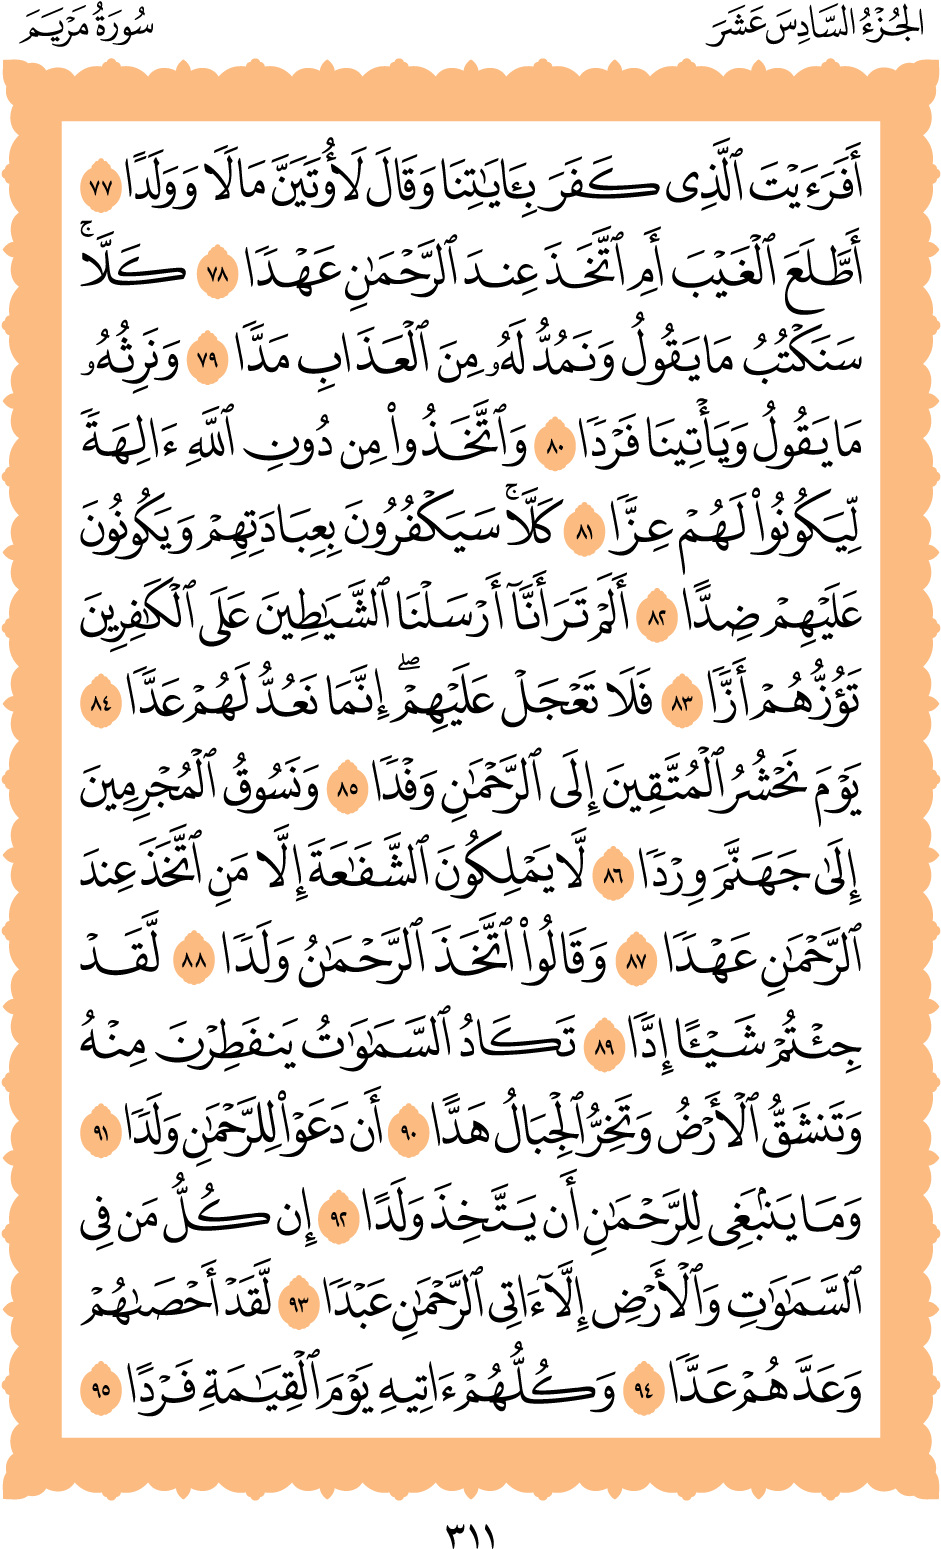 الجُزْءُ السَّادِسَ عَشَرَ
سُورَةُ مَرْيَمَ
أَفَرَءَيْتَ ٱلَّذِى كَفَرَ بِـَٔايَٰتِنَا وَقَالَ لَأُوتَيَنَّ مَالًا وَوَلَدًا ٧٧
أَطَّلَعَ ٱلْغَيْبَ أَمِ ٱتَّخَذَ عِندَ ٱلرَّحْمَٰنِ عَهْدًا ٧٨ كَلَّاۚ
سَنَكْتُبُ مَا يَقُولُ وَنَمُدُّ لَهُۥ مِنَ ٱلْعَذَابِ مَدًّا ٧٩ وَنَرِثُهُۥ
مَا يَقُولُ وَيَأْتِينَا فَرْدًا ٨٠ وَٱتَّخَذُوا۟ مِن دُونِ ٱللَّهِ ءَالِهَةً
لِّيَكُونُوا۟ لَهُمْ عِزًّا ٨١ كَلَّاۚ سَيَكْفُرُونَ بِعِبَادَتِهِمْ وَيَكُونُونَ
عَلَيْهِمْ ضِدًّا ٨٢ أَلَمْ تَرَ أَنَّآ أَرْسَلْنَا ٱلشَّيَٰطِينَ عَلَى ٱلْكَٰفِرِينَ
تَؤُزُّهُمْ أَزًّا ٨٣ فَلَا تَعْجَلْ عَلَيْهِمْۖ إِنَّمَا نَعُدُّ لَهُمْ عَدًّا ٨٤
يَوْمَ نَحْشُرُ ٱلْمُتَّقِينَ إِلَى ٱلرَّحْمَٰنِ وَفْدًا ٨٥ وَنَسُوقُ ٱلْمُجْرِمِينَ
إِلَىٰ جَهَنَّمَ وِرْدًا ٨٦ لَّا يَمْلِكُونَ ٱلشَّفَٰعَةَ إِلَّا مَنِ ٱتَّخَذَ عِندَ
ٱلرَّحْمَٰنِ عَهْدًا ٨٧ وَقَالُوا۟ ٱتَّخَذَ ٱلرَّحْمَٰنُ وَلَدًا ٨٨ لَّقَدْ
جِئْتُمْ شَيْـًٔا إِدًّا ٨٩ تَكَادُ ٱلسَّمَٰوَٰتُ يَنفَطِرْنَ مِنْهُ
وَتَنشَقُّ ٱلْأَرْضُ وَتَخِرُّ ٱلْجِبَالُ هَدًّا ٩٠ أَن دَعَوْا۟ لِلرَّحْمَٰنِ وَلَدًا ٩١
وَمَا يَنۢبَغِى لِلرَّحْمَٰنِ أَن يَتَّخِذَ وَلَدًا ٩٢ إِن كُلُّ مَن فِى
ٱلسَّمَٰوَٰتِ وَٱلْأَرْضِ إِلَّآ ءَاتِى ٱلرَّحْمَٰنِ عَبْدًا ٩٣ لَّقَدْ أَحْصَىٰهُمْ
وَعَدَّهُمْ عَدًّا ٩٤ وَكُلُّهُمْ ءَاتِيهِ يَوْمَ ٱلْقِيَٰمَةِ فَرْدًا ٩٥
٣١١